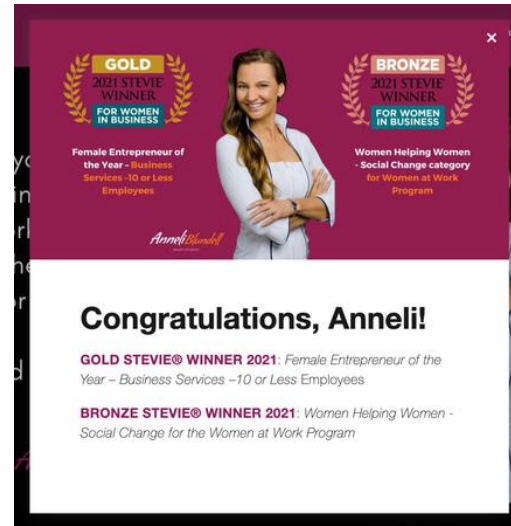 ×
GOLD
2021 STEVIE
WINNER
FOR WOMEN
IN BUSINESS
Female Entrepreneur of
the Year - Business
Services -10 or Less
Employees
BRONZE
2021 STEVIE
WINNER
FOR WOMEN
IN BUSINESS
Women Helping Women
- Social Change category
for Women at Work
Program
Anneli Blundell
Congratulations, Anneli!
GOLD STEVIE® WINNER 2021: Female Entrepreneur of the
Year – Business Services –10 or Less Employees
BRONZE STEVIE® WINNER 2021: Women Helping Women -
Social Change for the Women at Work Program